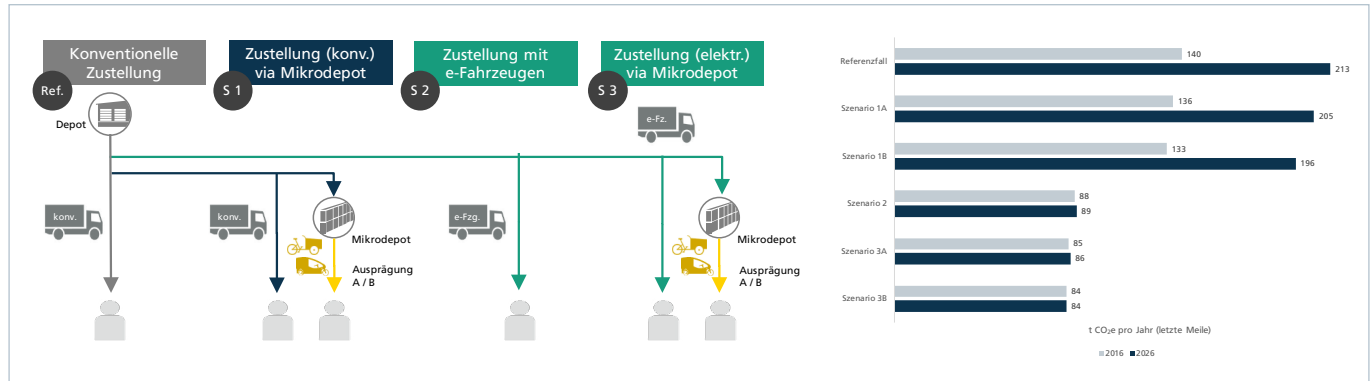 Konventionelle
Zustellung
Zustellung (konv.)
via Mikrodepot
Zustellung mit
e-Fahrzeugen
Zustellung (elektr.)
via Mikrodepot
Ref.
S 1
S 2
S 3
Depot
e-Fz.
konv.
konv.
e-Fzg.
Mikrodepot
Mikrodepot
Ausprägung
A / B
Ausprägung
A / B
Referenzfall
140
213
Szenario 1A
136
205
Szenario 1B
133
196
Szenario 2
88
89
Szenario 3A
85
86
Szenario 3B
84
84
t CO₂e pro Jahr (letzte Meile)
2016 2026